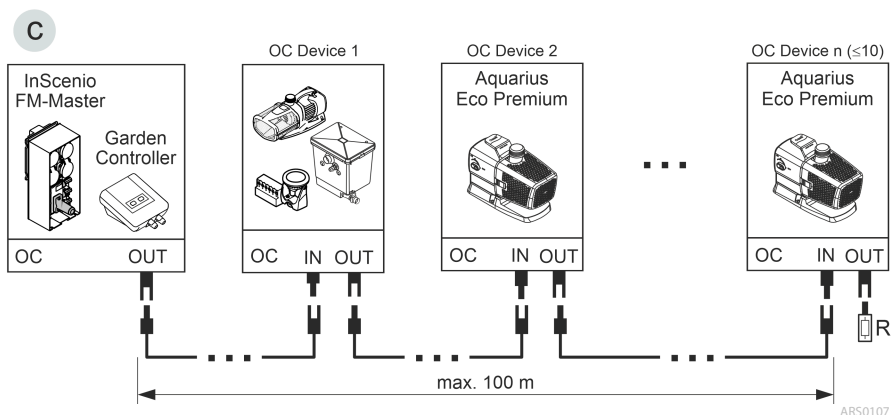 C
OC Device 1
OC Device 2
OC Device n (≤10)
InScenio
FM-Master
Garden
Controller
Aquarius
Eco Premium
Aquarius
Eco Premium
OC OUT
OC IN OUT
OC IN OUT
OC IN OUT
R
max. 100 m
ARS0107